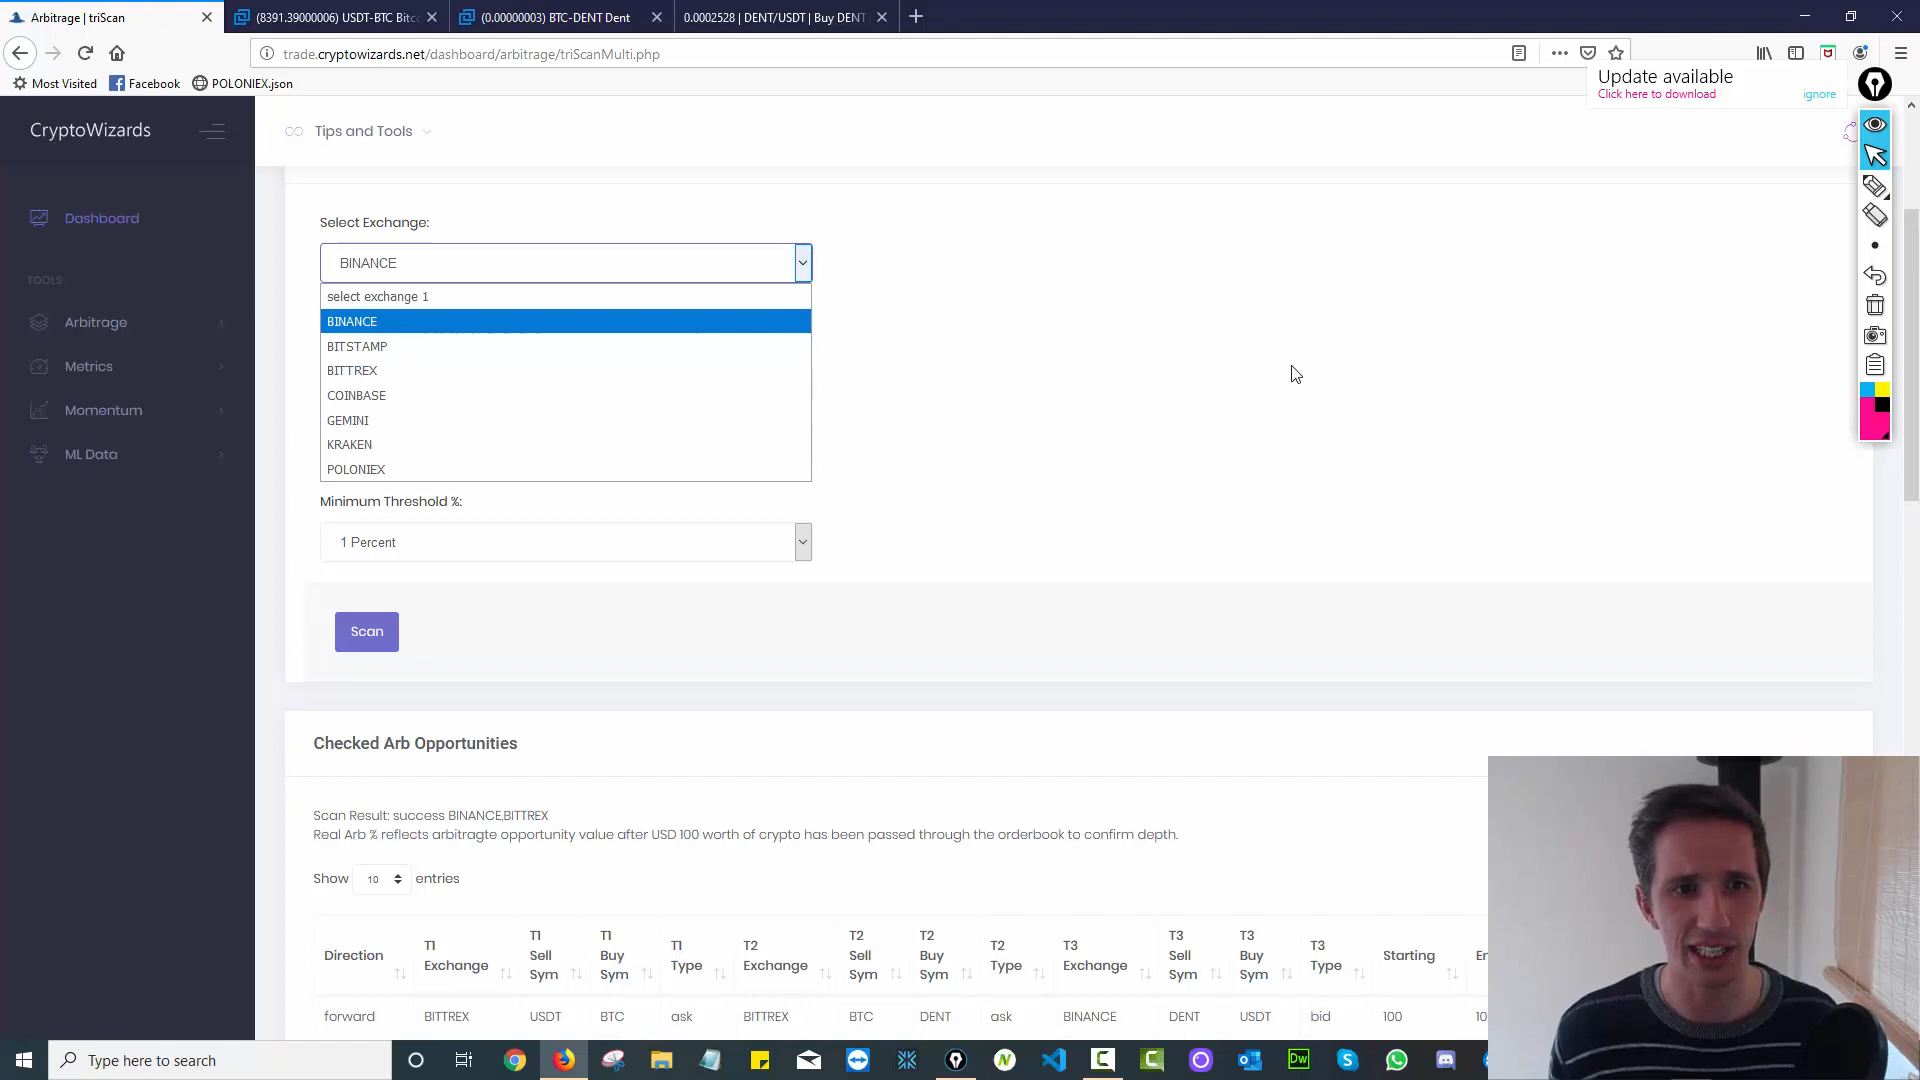 Arbitrage | triScan
(8391.39000006) USDT-BTC Bitc
(0.00000003) BTC-DENT Dent
0.0002528 | DENT/USDT | Buy DENT
trade.cryptowizards.net/dashboard/arbitrage/triScanMulti.php
Most Visited
Facebook
POLONIEX.json
Update available
Click here to download
ignore
CryptoWizards
Tips and Tools
Dashboard
TOOLS
Arbitrage
Metrics
Momentum
ML Data
Select Exchange:
BINANCE
select exchange 1
BINANCE
BITSTAMP
BITTREX
COINBASE
GEMINI
KRAKEN
POLONIEX
Minimum Threshold %:
1 Percent
Scan
Checked Arb Opportunities
Scan Result: success BINANCE,BITTREX
Real Arb % reflects arbitragte opportunity value after USD 100 worth of crypto has been passed through the orderbook to confirm depth.
Show 10 entries
Direction T1 Exchange T1 Sell Sym T1 Buy Sym T1 Type T2 Exchange T2 Sell Sym T2 Buy Sym T2 Type T3 Exchange T3 Sell Sym T3 Buy Sym T3 Type Starting En
forward BITTREX USDT BTC ask BITTREX BTC DENT ask BINANCE DENT USDT bid 100 10
Type here to search
Dw